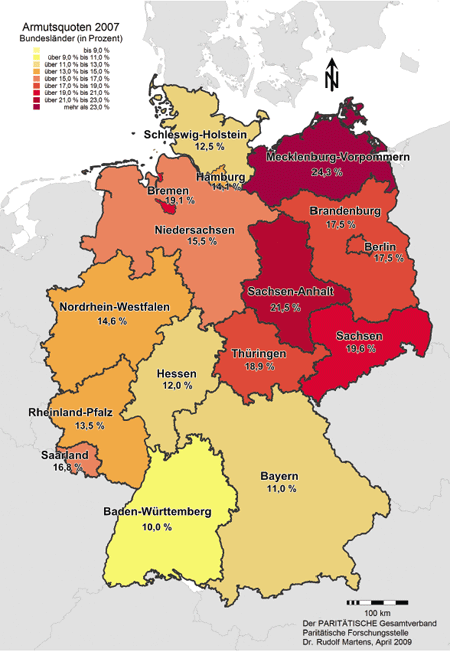 Armutsquoten 2007
Bundesländer (in Prozent)
bis 9,0 %
über 9,0 % bis 11,0 %
über 11,0 % bis 13,0 %
über 13,0 % bis 15,0 %
über 15,0 % bis 17,0 %
über 17,0 % bis 19,0 %
über 19,0 % bis 21,0 %
über 21,0 % bis 23,0 %
mehr als 23,0 %
N
Schleswig-Holstein
12,5 %
Mecklenburg-Vorpommern
24,3 %
Hamburg
14,1 %
Bremen
19,1 %
Niedersachsen
15,5 %
Brandenburg
17,5 %
Berlin
17,5 %
Sachsen-Anhalt
21,5 %
Nordrhein-Westfalen
14,6 %
Sachsen
19,6 %
Thüringen
18,9 %
Hessen
12,0 %
Rheinland-Pfalz
13,5 %
Saarland
16,8 %
Bayern
11,0 %
Baden-Württemberg
10,0 %
100 km
Der PARITÄTISCHE Gesamtverband
Paritätische Forschungsstelle
Dr. Rudolf Martens, April 2009